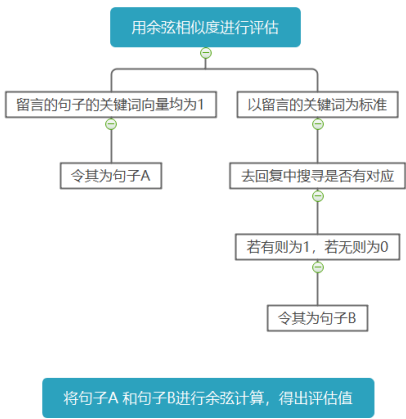 用余弦相似度进行评估
留言的句子的关键词向量均为1
以留言的关键词为标准
令其为句子A
去回复中搜寻是否有对应
若有则为1，若无则为0
令其为句子B
将句子A 和句子B进行余弦计算，得出评估值